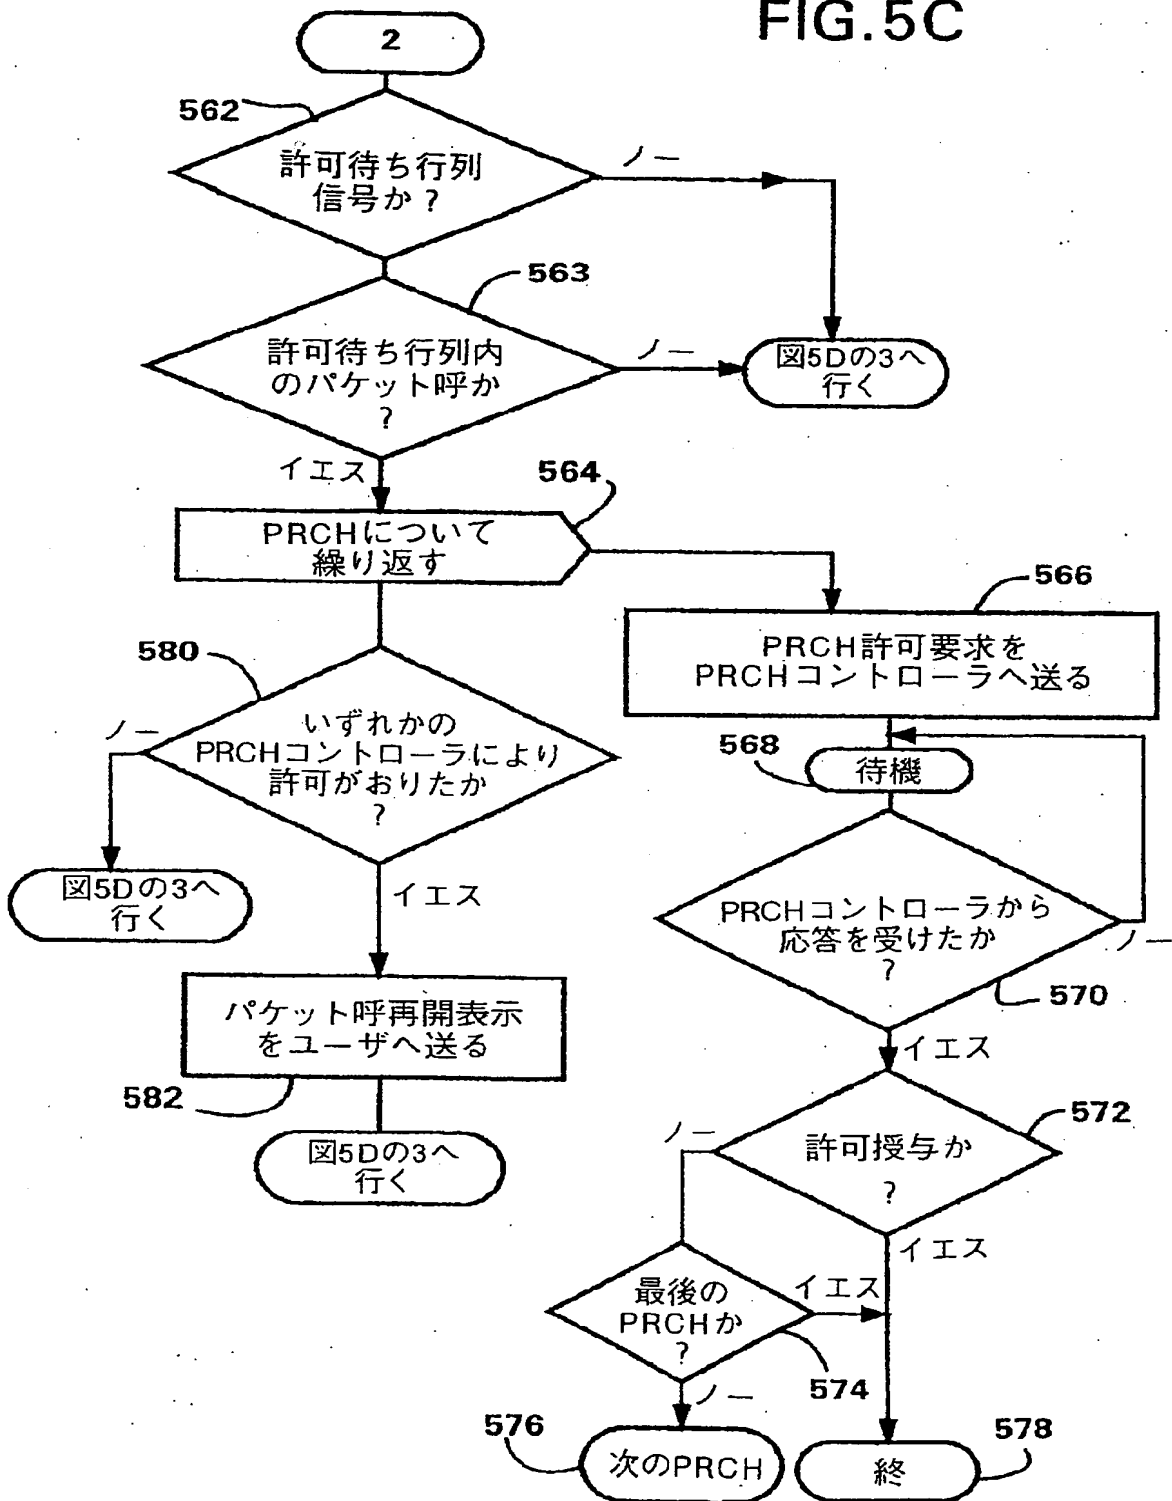 FIG.5C
2
562
許可待ち行列
信号か?
ノー
563
許可待ち行列内
のパケット呼か
?
ノー
図5Dの3へ
行く
イエス
564
PRCHについて
繰り返す
566
PRCH許可要求を
PRCHコントローラへ送る
580
ノー
いずれかの
PRCHコントローラにより
許可がおりたか
?
568
待機
図5Dの3へ
行く
イエス
PRCHコントローラから
応答を受けたか
?
ノー
570
パケット呼再開表示
をユーザへ送る
582
イエス
572
ノー
許可授与か
?
図5Dの3へ
行く
イエス
最後の
PRCHか
?
イエス
574
ノー
576
次のPRCH
578
終